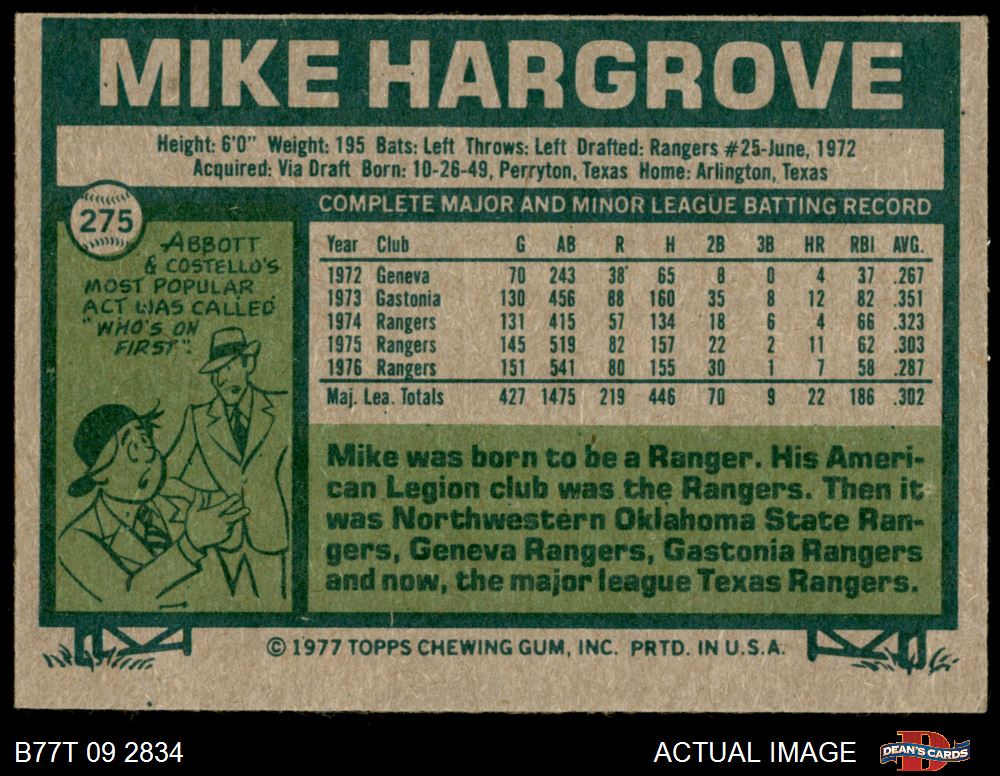 MIKE HARGROVE
Height: 6'0" Weight: 195 Bats: Left Throws: Left Drafted: Rangers #25-June, 1972
Acquired: Via Draft Born: 10-26-49, Perryton, Texas Home: Arlington, Texas
275
ABBOTT
& COSTELLO'S
MOST POPULAR
ACT WAS CALLED
"WHO'S ON
FIRST".
COMPLETE MAJOR AND MINOR LEAGUE BATTING RECORD
Year Club G AB R H 2B 3B HR RBI AVG.
1972 Geneva 70 243 38 65 8 0 4 37 .267
1973 Gastonia 130 456 88 160 35 8 12 82 .351
1974 Rangers 131 415 57 134 18 6 4 66 .323
1975 Rangers 145 519 82 157 22 2 11 62 .303
1976 Rangers 151 541 80 155 30 1 7 58 .287
Maj. Lea. Totals 427 1475 219 446 70 9 22 186 .302
Mike was born to be a Ranger. His Ameri-
can Legion club was the Rangers. Then it
was Northwestern Oklahoma State Ran-
gers, Geneva Rangers, Gastonia Rangers
and now, the major league Texas Rangers.
© 1977 TOPPS CHEWING GUM, INC. PRTD. IN U.S.A.
B77T 09 2834
ACTUAL IMAGE
D
DEAN'S CARDS